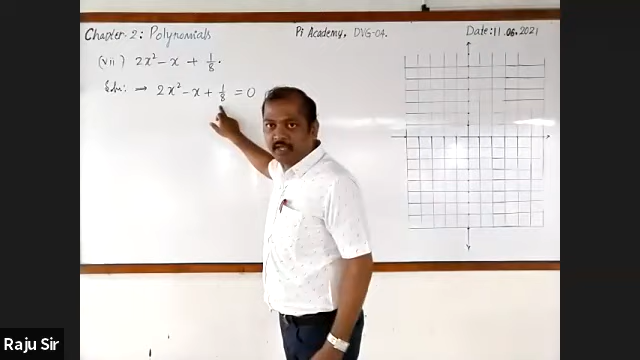 Chapter-2: Polynomials
Pi Academy, DVG-04.
Date: 11.06.2021
(vii) 2x² - x + 1/8.
Soln: → 2x² - x + 1/8 = 0
Raju Sir